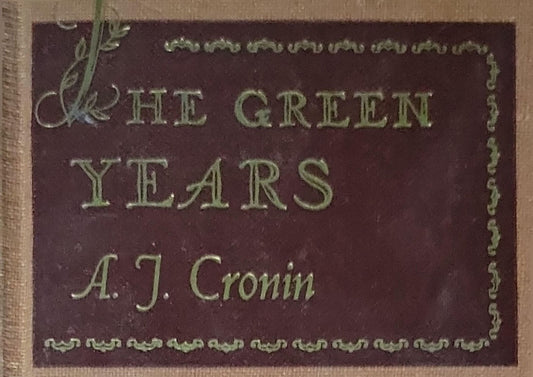 THE GREEN
YEARS
A. J. Cronin